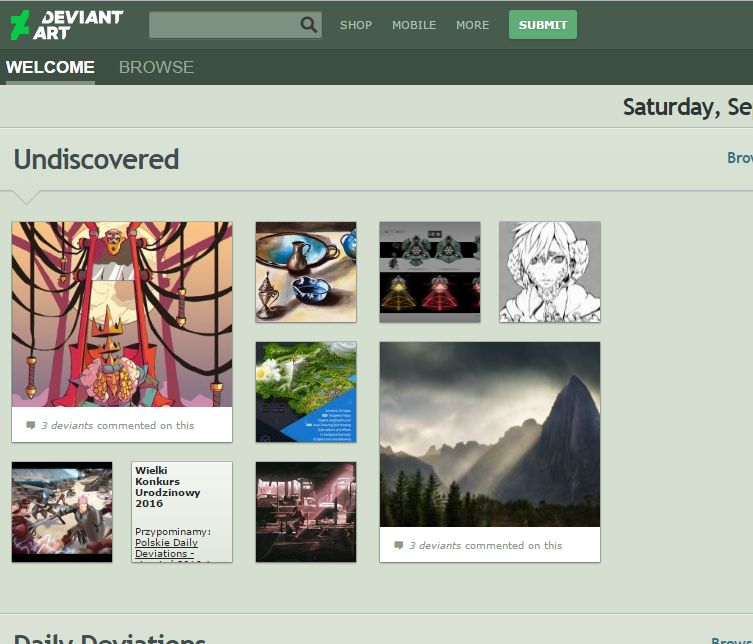 DEVIANT
ART
SHOP
MOBILE
MORE
SUBMIT
WELCOME
BROWSE
Saturday, Se
Undiscovered
Brow
3 deviants commented on this
Wielki
Konkurs
Urodzinowy
2016
Przypominamy:
Polskie Daily
Deviations -
3 deviants commented on this
Daily Deviations
Brows